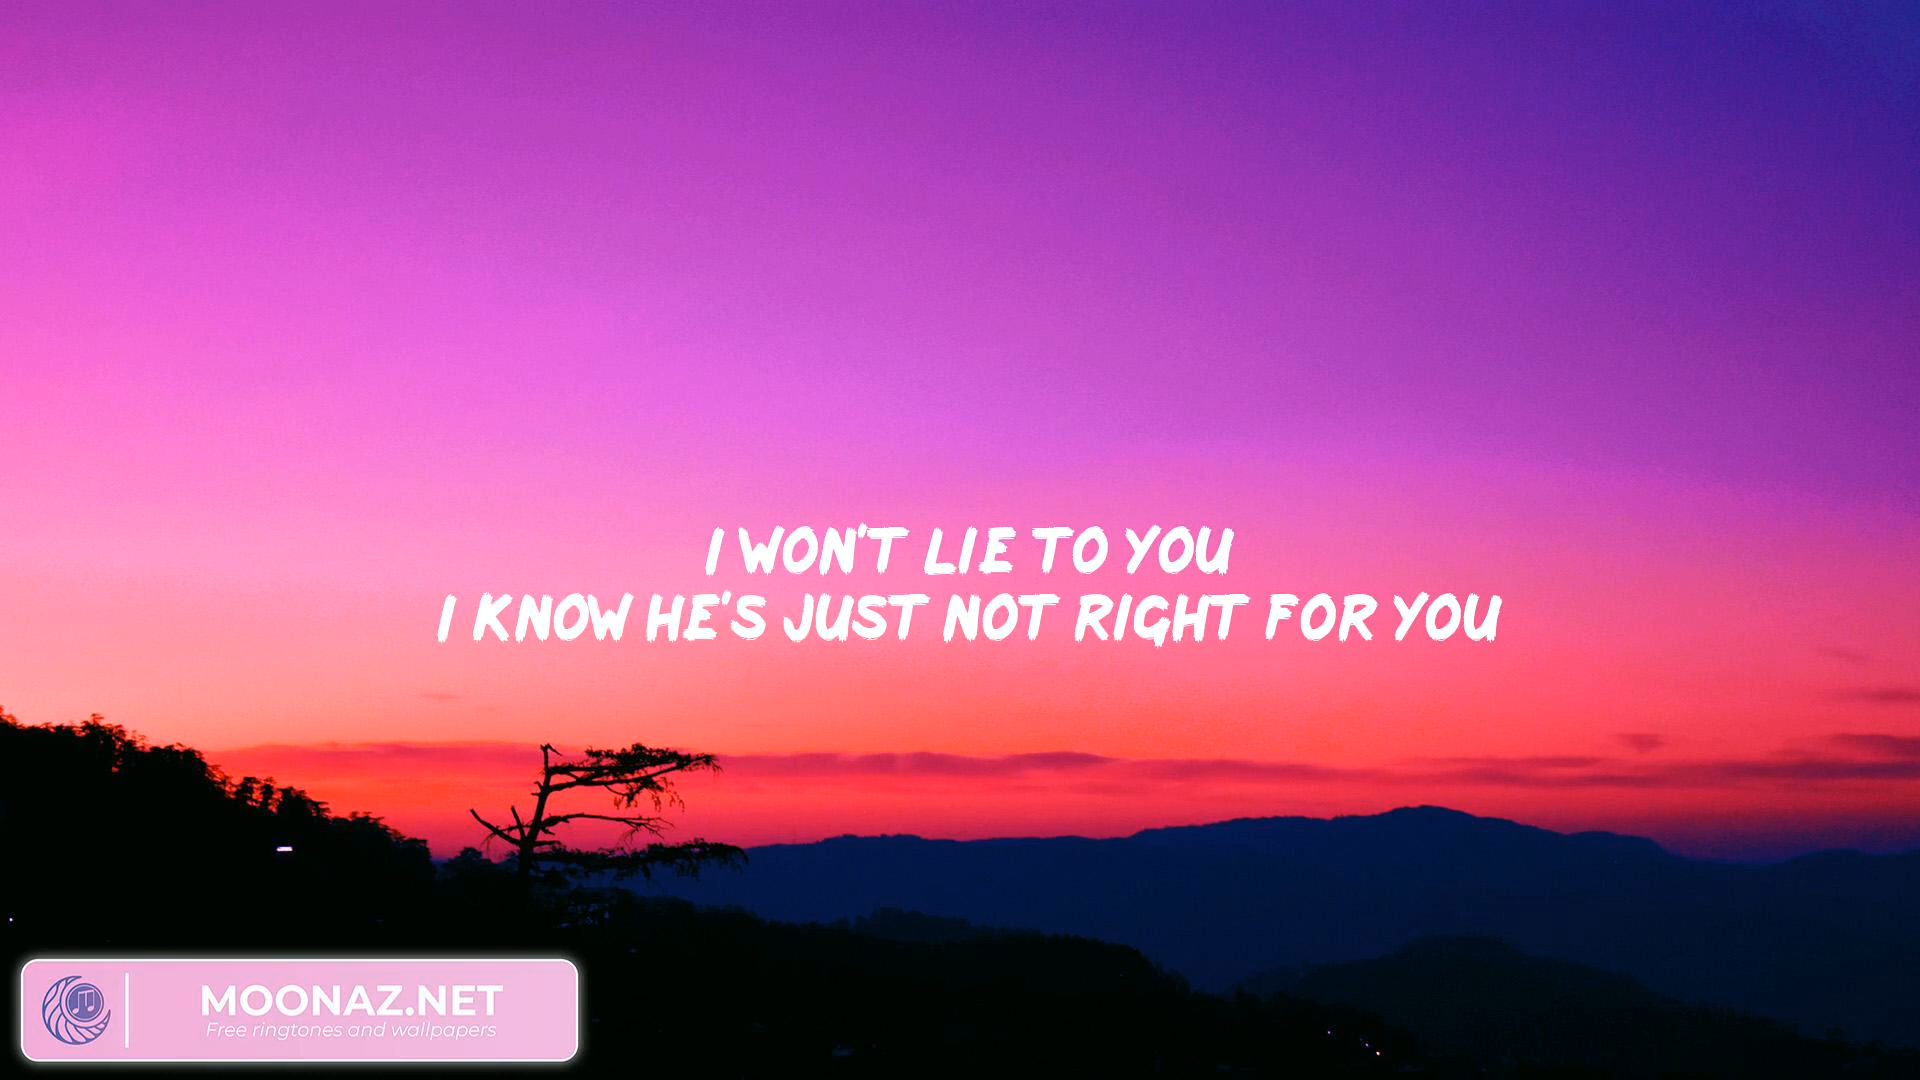 I WON'T LIE TO YOU
I KNOW HE'S JUST NOT RIGHT FOR YOU
MOONAZ.NET
Free ringtones and wallpapers